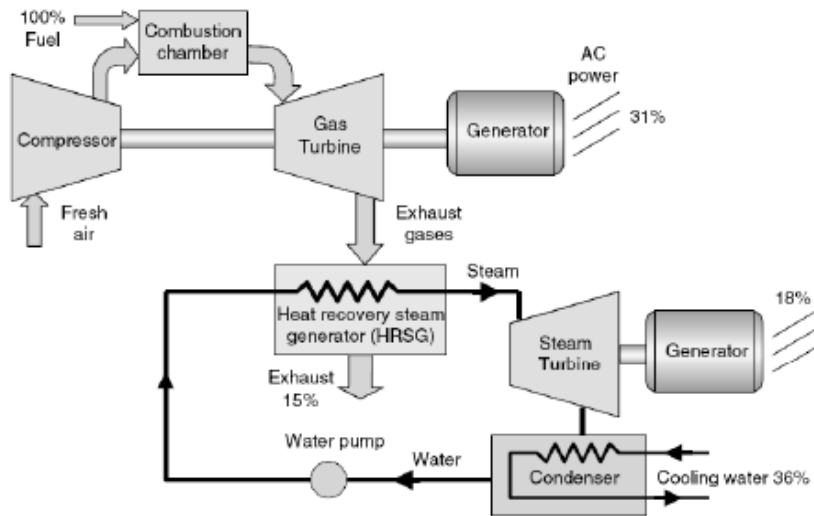 100%
Fuel
Combustion
chamber
AC
power
31%
Compressor
Gas
Turbine
Generator
Fresh
air
Exhaust
gases
Steam
Heat recovery steam
generator (HRSG)
18%
Steam
Turbine
Generator
Exhaust
15%
Water pump
Water
Condenser
Cooling water 36%